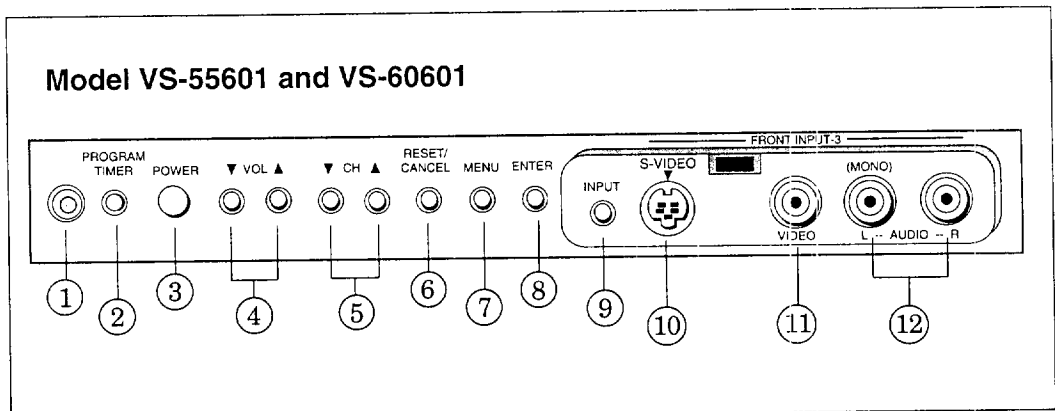 Model VS-55601 and VS-60601
FRONT INPUT-3
PROGRAM TIMER
POWER
▼ VOL ▲
▼ CH ▲
RESET/
CANCEL
MENU
ENTER
INPUT
S-VIDEO
VIDEO
(MONO)
L -- AUDIO -- R
1
2
3
4
5
6
7
8
9
10
11
12